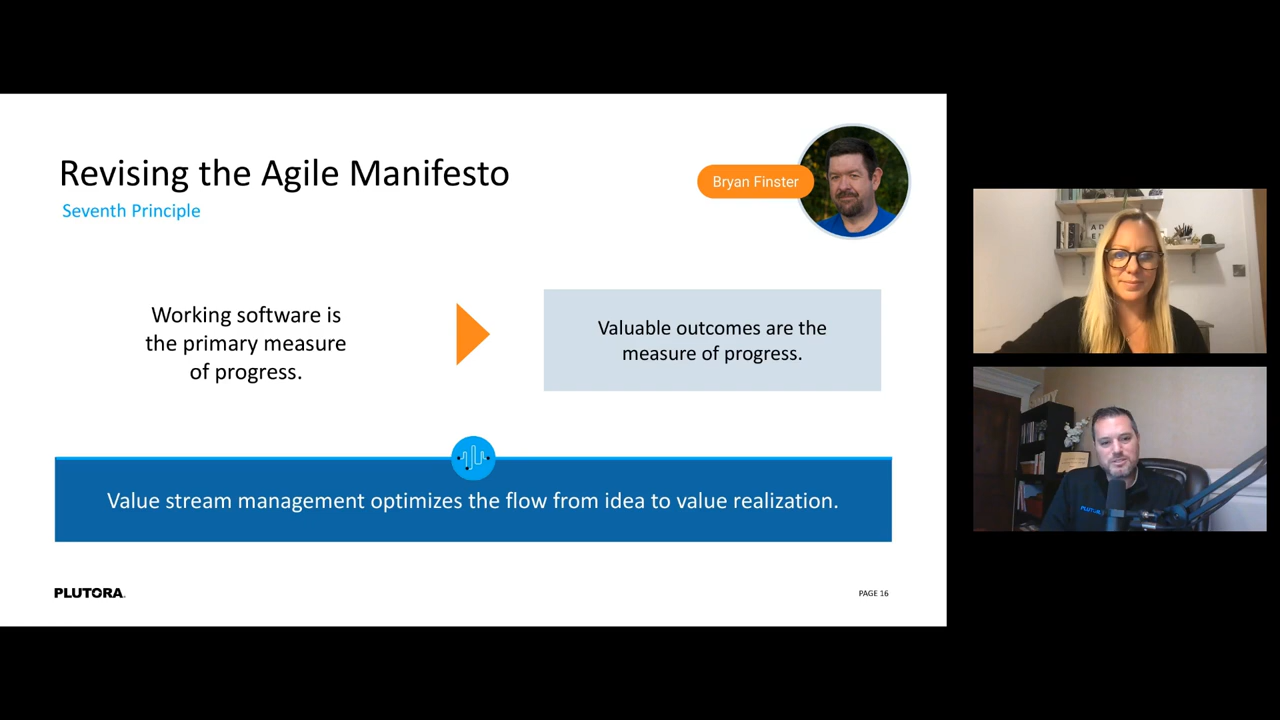 Revising the Agile Manifesto
Seventh Principle
Bryan Finster
Working software is
the primary measure
of progress.
Valuable outcomes are the
measure of progress.
Value stream management optimizes the flow from idea to value realization.
PLUTORA
PAGE 16